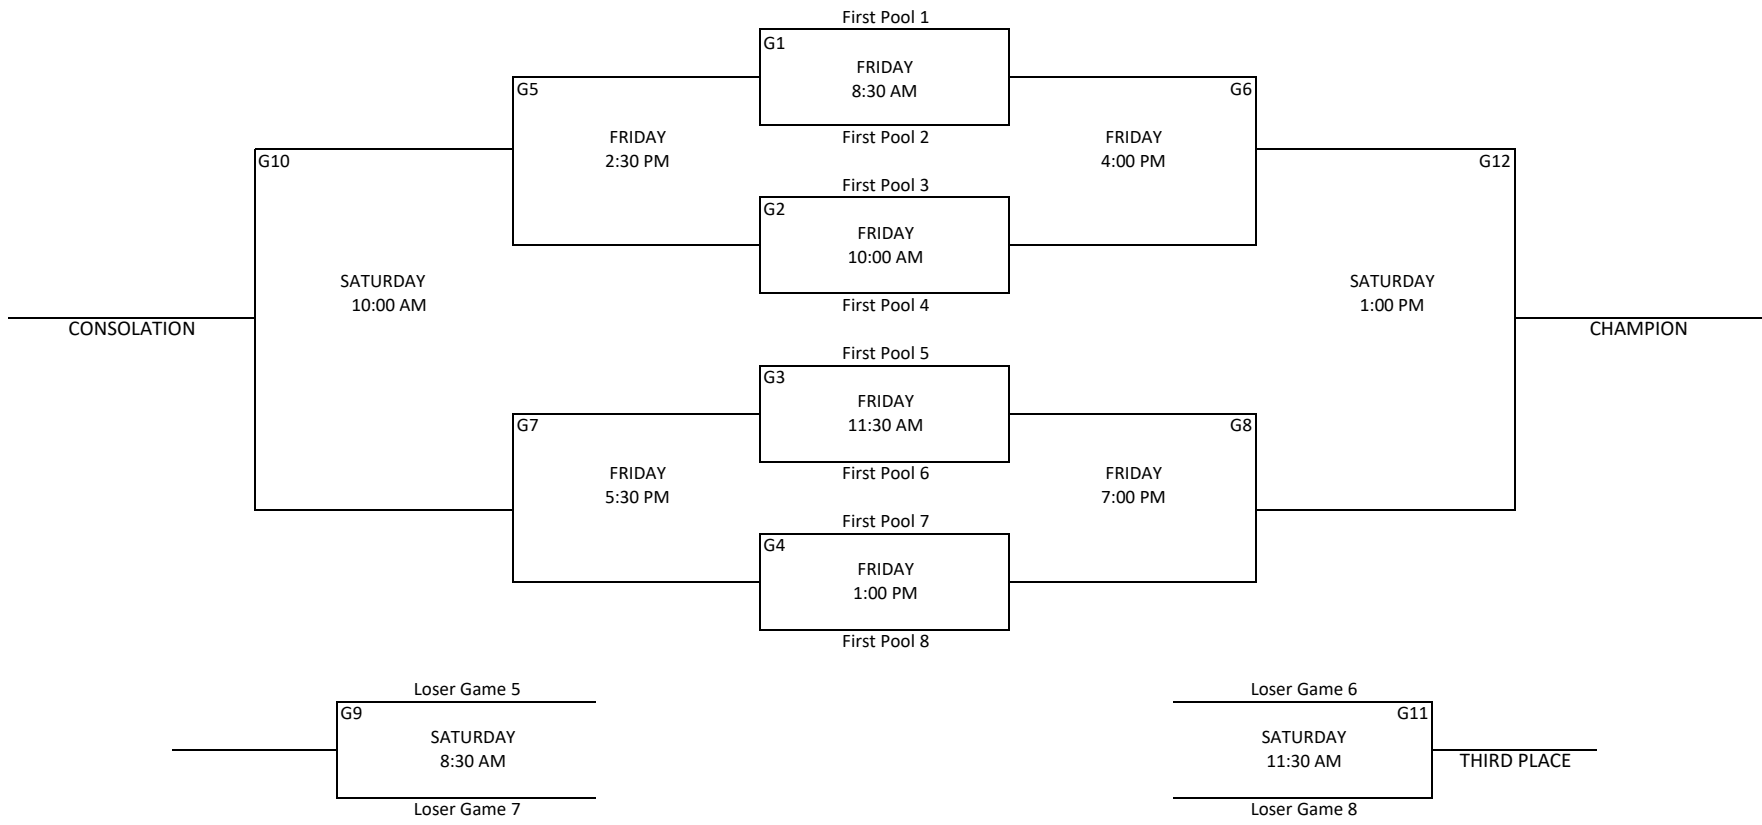 First Pool 1
G1
FRIDAY
8:30 AM
First Pool 2
G5
FRIDAY
2:30 PM
G6
FRIDAY
4:00 PM
First Pool 3
G2
FRIDAY
10:00 AM
First Pool 4
G10
SATURDAY
10:00 AM
CONSOLATION
G12
SATURDAY
1:00 PM
CHAMPION
First Pool 5
G3
FRIDAY
11:30 AM
First Pool 6
G7
FRIDAY
5:30 PM
G8
FRIDAY
7:00 PM
First Pool 7
G4
FRIDAY
1:00 PM
First Pool 8
Loser Game 5
G9
SATURDAY
8:30 AM
Loser Game 7
Loser Game 6
G11
SATURDAY
11:30 AM
THIRD PLACE
Loser Game 8